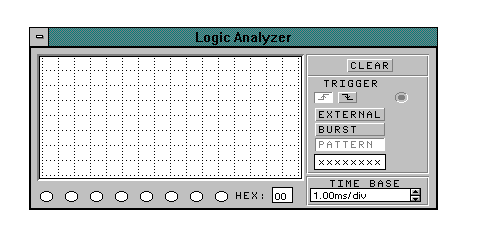 Logic Analyzer
CLEAR
TRIGGER
EXTERNAL
BURST
PATTERN
xxxxxxxx
TIME BASE
HEX: 00
1.00ms/div